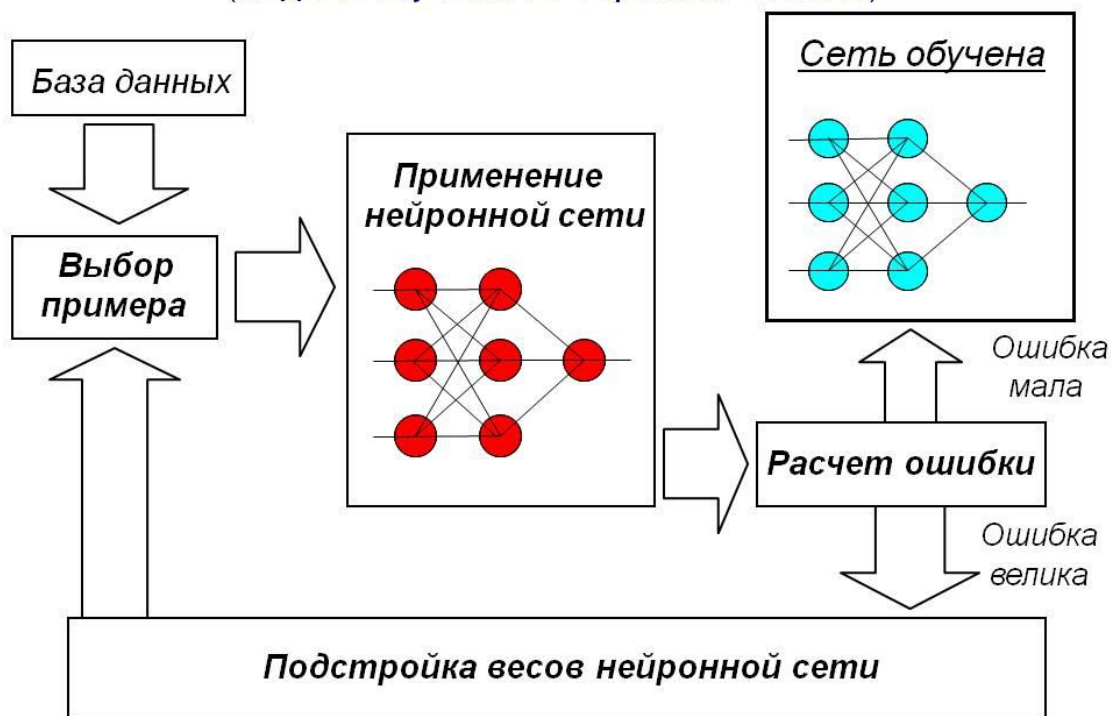 База данных
Сеть обучена
Применение
нейронной сети
Выбор
примера
Ошибка
мала
Расчет ошибки
Ошибка
велика
Подстройка весов нейронной сети